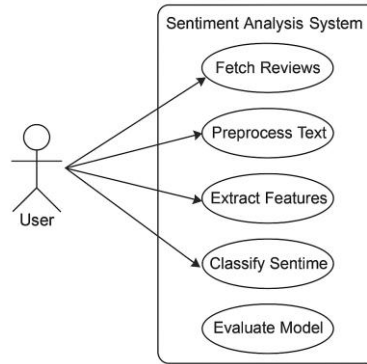 Sentiment Analysis System
Fetch Reviews
Preprocess Text
Extract Features
User
Classify Sentime
Evaluate Model